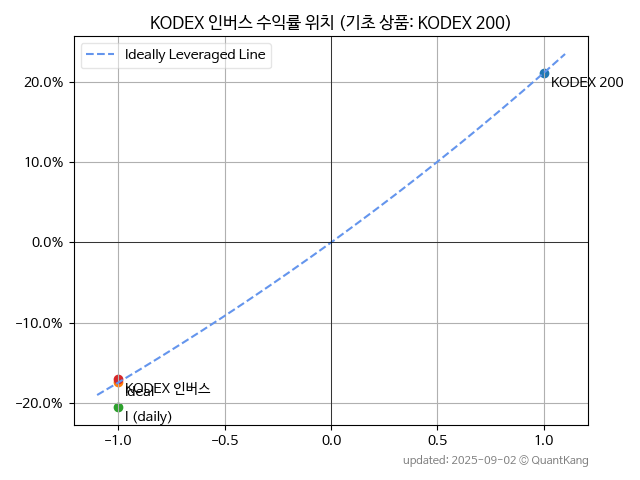 KODEX 인버스 수익률 위치 (기초 상품: KODEX 200)
Ideally Leveraged Line
20.0%
10.0%
0.0%
−10.0%
−20.0%
KODEX 200
KODEX 인버스
Ideal
I (daily)
−1.0
−0.5
0.0
0.5
1.0
updated: 2025-09-02 © QuantKang